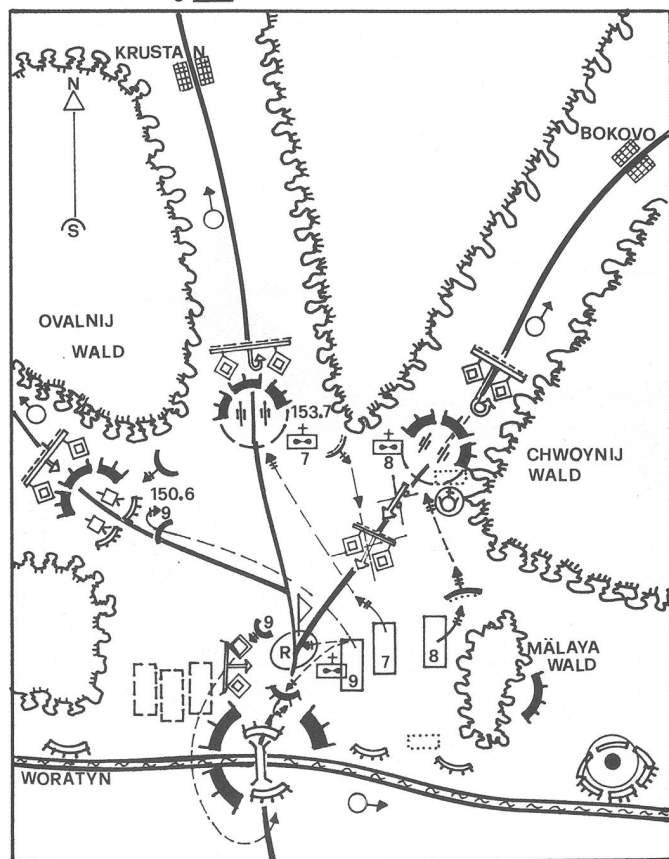 KRUSTA N
N
BOKOVO
S
OVALNIJ
WALD
153.7
7
8
CHWOYNIJ
WALD
150.6
9
9
R
9
7
8
MÄLAYA
WALD
WORATYN